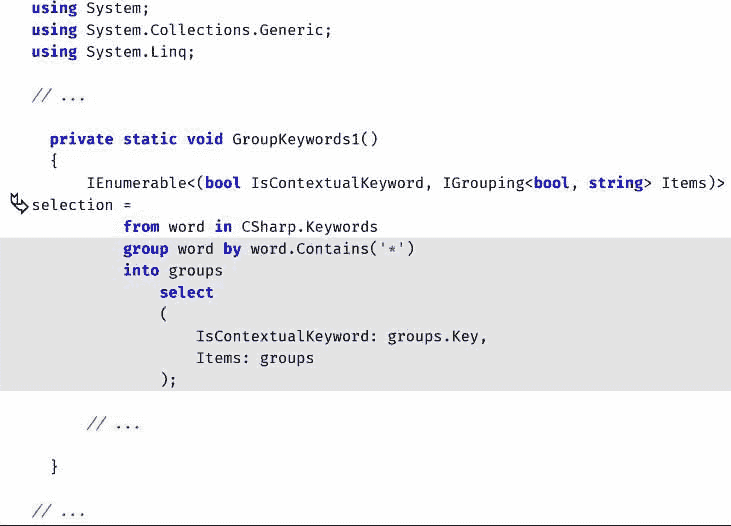 using System;
using System.Collections.Generic;
using System.Linq;
// ...
private static void GroupKeywords1()
{
IEnumerable<(bool IsContextualKeyword, IGrouping<bool, string> Items)>
selection =
from word in CSharp.Keywords
group word by word.Contains('*')
into groups
select
(
IsContextualKeyword: groups.Key,
Items: groups
);
// ...
}
// ...